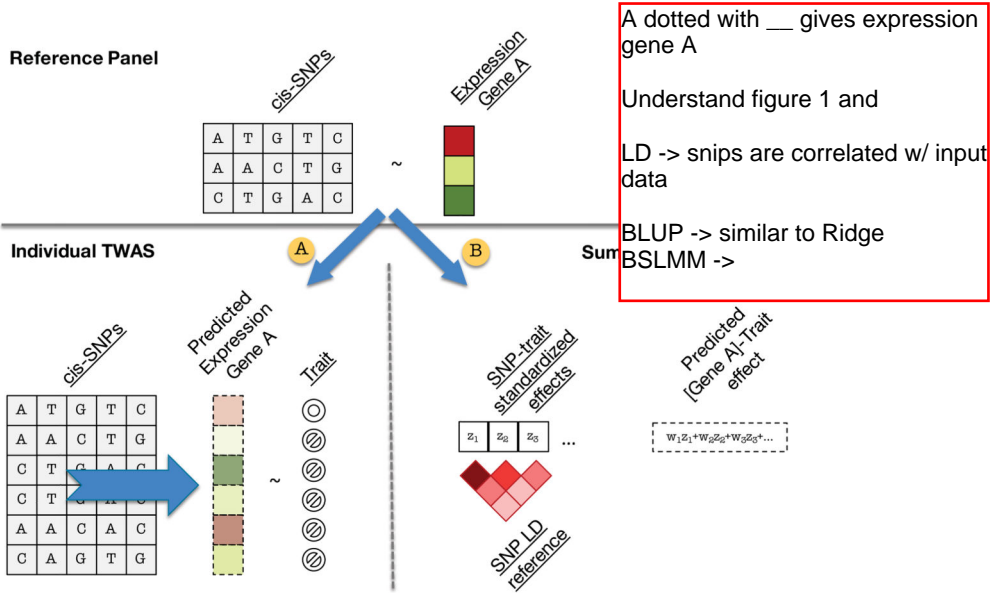 Reference Panel
cis-SNPs
Expression
Gene A
A T G T C
A A C T G
C T G A C
~
A dotted with __ gives expression
gene A
Understand figure 1 and
LD -> snips are correlated w/ input
data
BLUP -> similar to Ridge
BSLMM ->
Individual TWAS
A
B
Sum
cis-SNPs
Predicted
Expression
Gene A
Trait
A T G T C
A A C T G
C T G A C
C T G A C
A A C A C
C A G T G
~
SNP-trait
standardized
effects
z₁ z₂ z₃ ...
SNP LD
reference
Predicted
[Gene A]-Trait
effect
w₁z₁+w₂z₂+w₃z₃+...